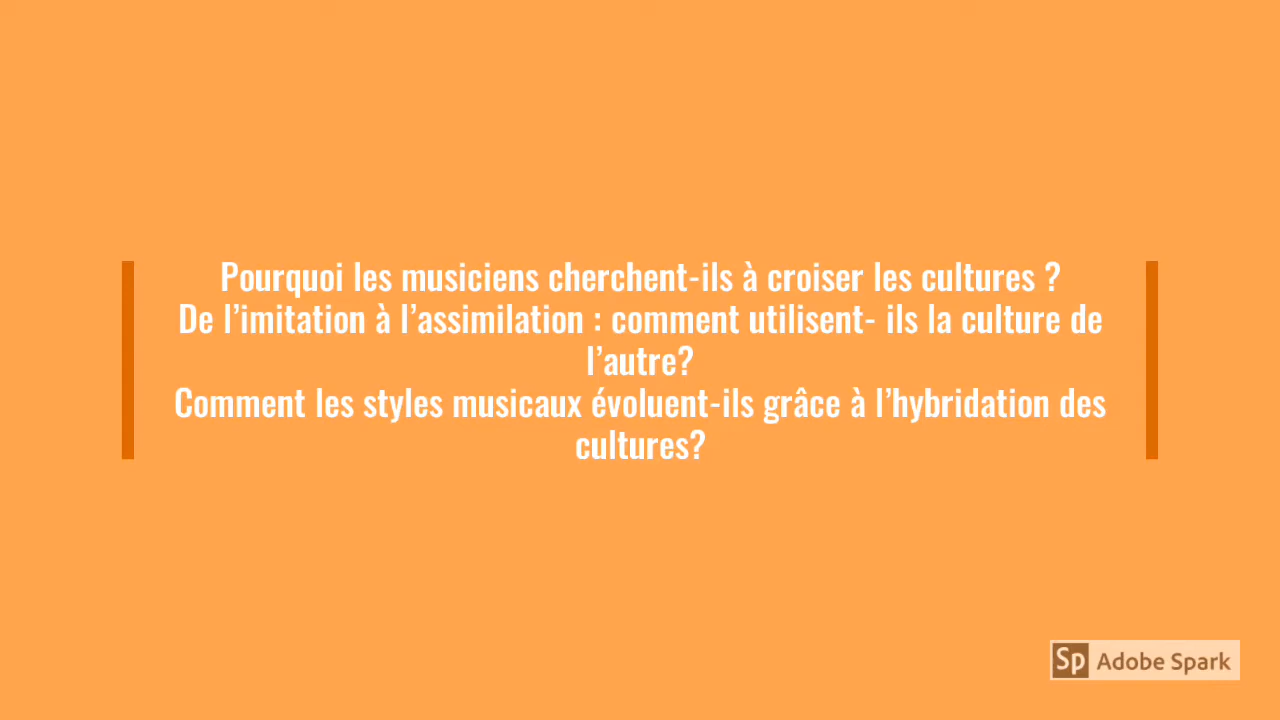 Pourquoi les musiciens cherchent-ils à croiser les cultures ?
De l’imitation à l’assimilation : comment utilisent- ils la culture de
l’autre?
Comment les styles musicaux évoluent-ils grâce à l’hybridation des
cultures?
Sp Adobe Spark